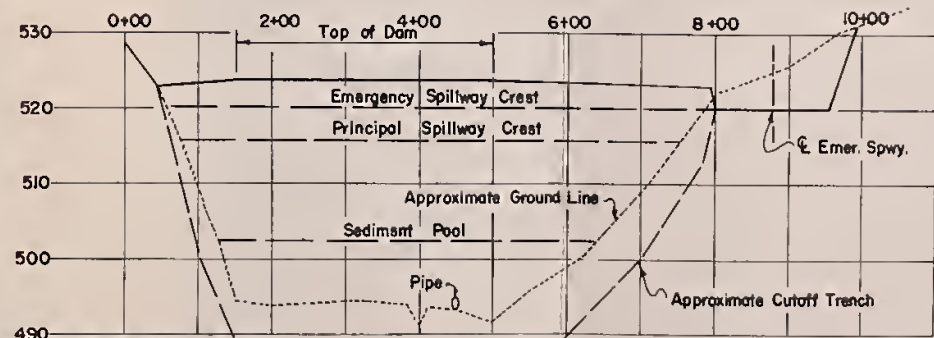 0+00 2+00 4+00 6+00 8+00 10+00
530
Top of Dam
Emergency Spillway Crest
520
Principal Spillway Crest
℄ Emer. Spwy.
510
Approximate Ground Line
Sediment Pool
500
Pipe
Approximate Cutoff Trench
490